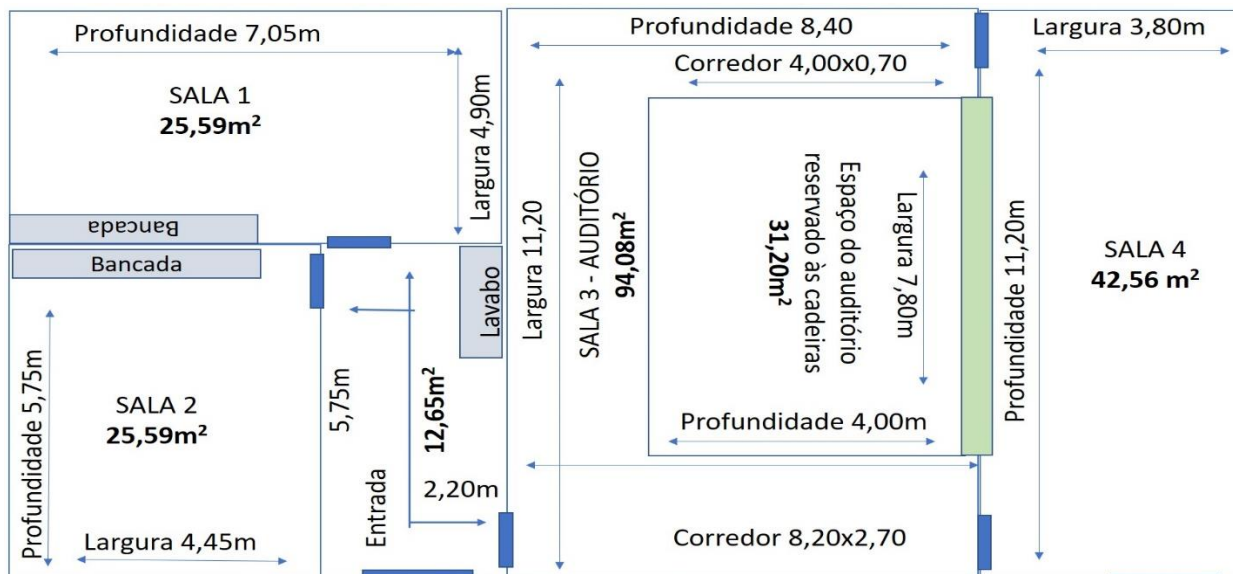 Profundidade 7,05m
SALA 1
25,59m²
Largura 4,90m
Bancada
Bancada
Profundidade 5,75m
SALA 2
25,59m²
Largura 4,45m
5,75m
12,65m²
Lavabo
Entrada
2,20m
Profundidade 8,40
Corredor 4,00x0,70
Largura 11,20
SALA 3 - AUDITÓRIO
94,08m²
Espaço do auditório
reservado às cadeiras
31,20m²
Largura 7,80m
Profundidade 4,00m
Corredor 8,20x2,70
Largura 3,80m
Profundidade 11,20m
SALA 4
42,56 m²